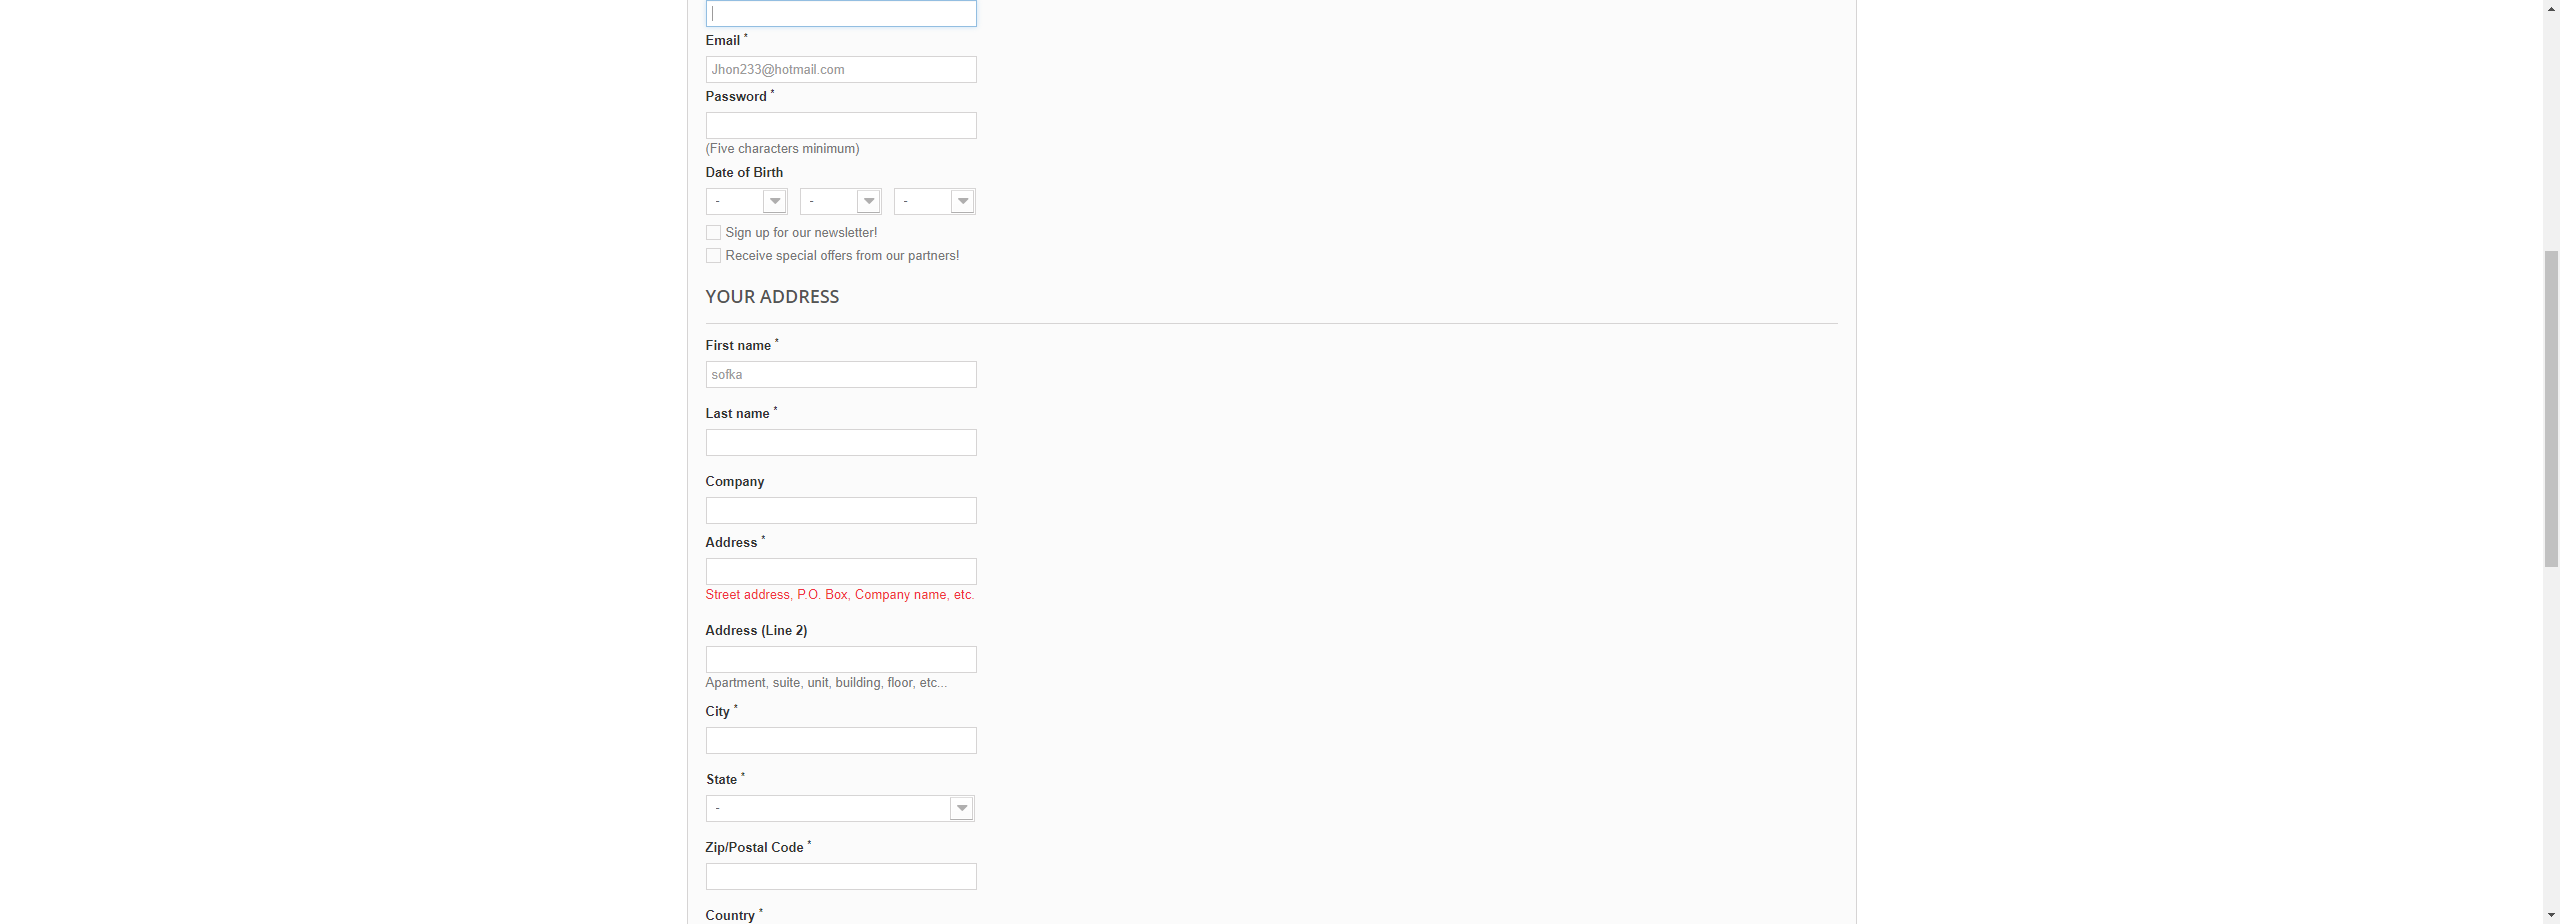 Email *
Jhon233@hotmail.com
Password *
(Five characters minimum)
Date of Birth
- - -
Sign up for our newsletter!
Receive special offers from our partners!
YOUR ADDRESS
First name *
sofka
Last name *
Company
Address *
Street address, P.O. Box, Company name, etc.
Address (Line 2)
Apartment, suite, unit, building, floor, etc...
City *
State *
-
Zip/Postal Code *
Country *